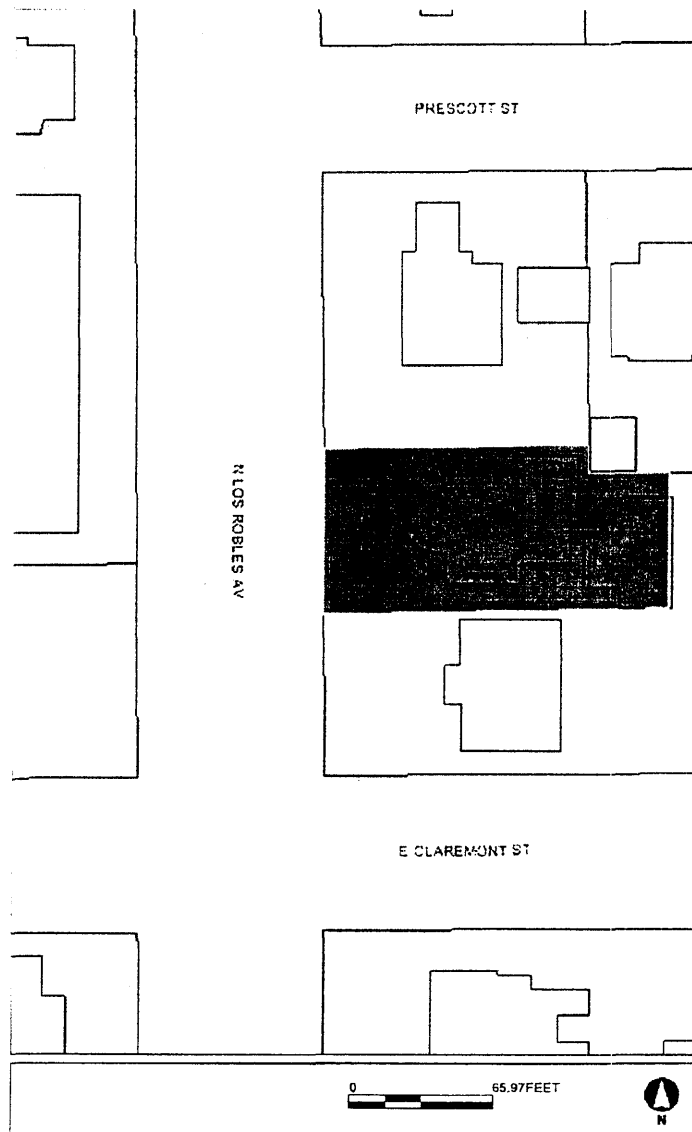 PRESCOTT ST
N LOS ROBLES AV
E CLAREMONT ST
0 65.97FEET
N